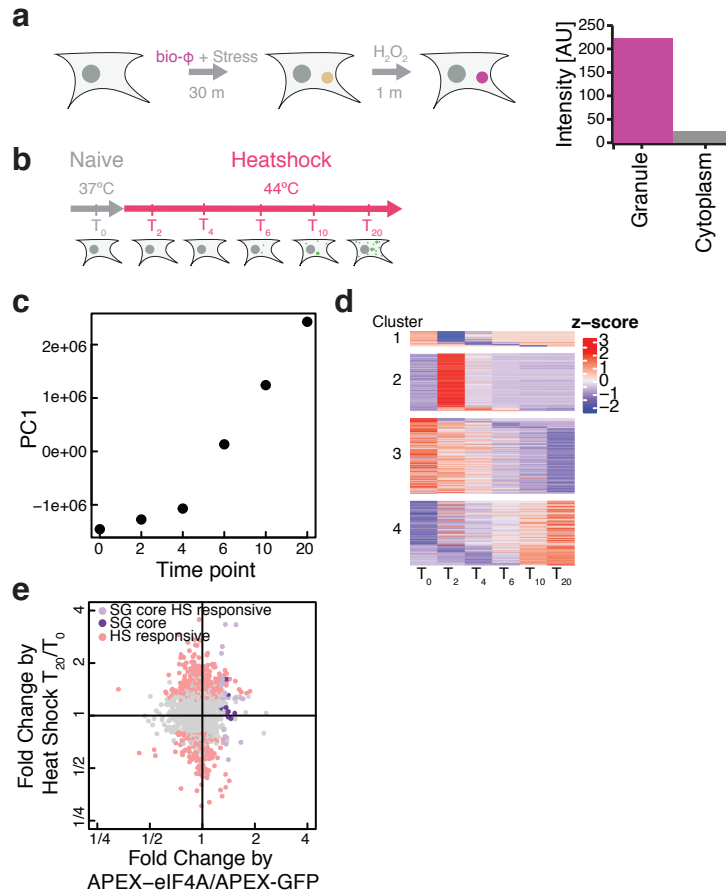 a
bio-φ + Stress
30 m
H₂O₂
1 m
Intensity [AU]
250
200
150
100
50
0
Granule
Cytoplasm
b
Naive
Heatshock
37ºC
44ºC
T₀ T₂ T₄ T₆ T₁₀ T₂₀
c
PC1
2e+06
1e+06
0e+00
−1e+06
0 2 4 6 10 20
Time point
d
Cluster
1
2
3
4
z−score
3
2
1
0
−1
−2
T₀ T₂ T₄ T₆ T₁₀ T₂₀
e
SG core HS responsive
SG core
HS responsive
Fold Change by
Heat Shock T₂₀/T₀
4
2
1
1/2
1/4
1/4 1/2 1 2 4
Fold Change by
APEX−eIF4A/APEX-GFP